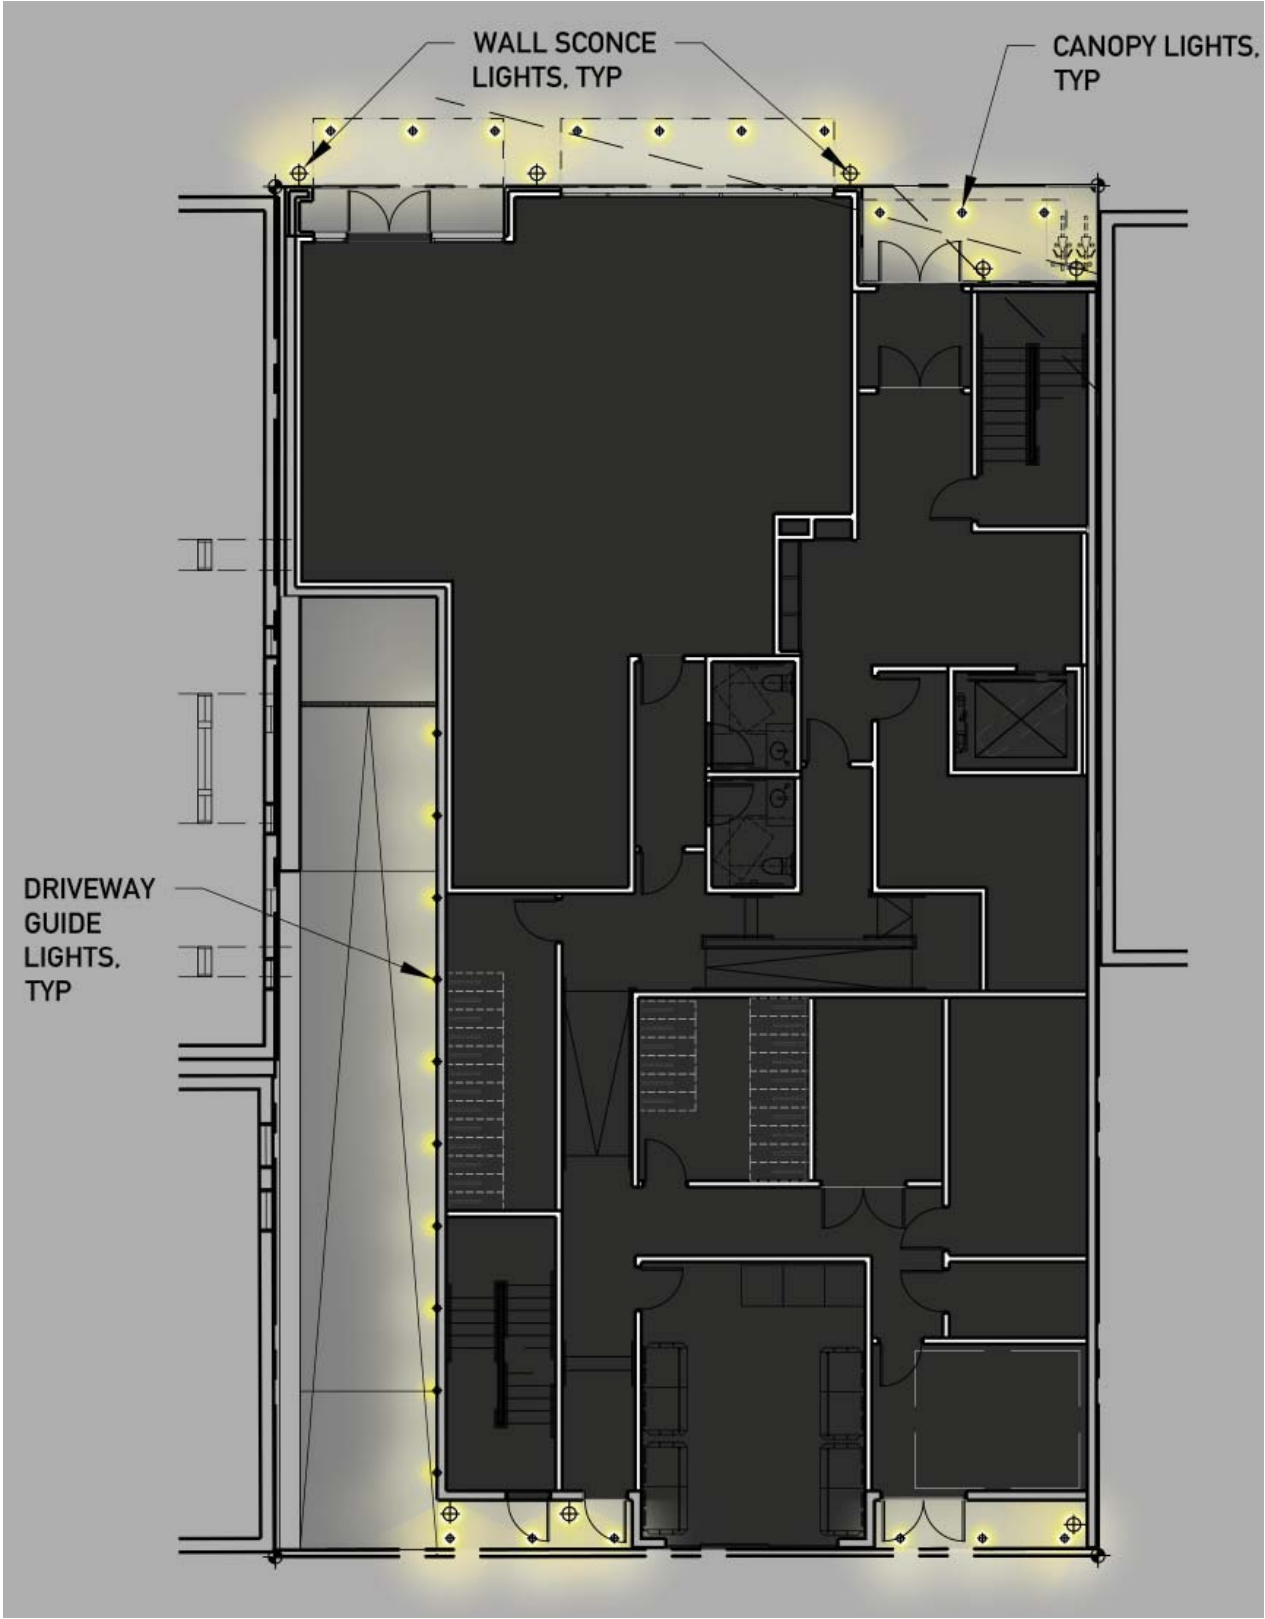 WALL SCONCE
LIGHTS, TYP
CANOPY LIGHTS,
TYP
DRIVEWAY
GUIDE
LIGHTS,
TYP